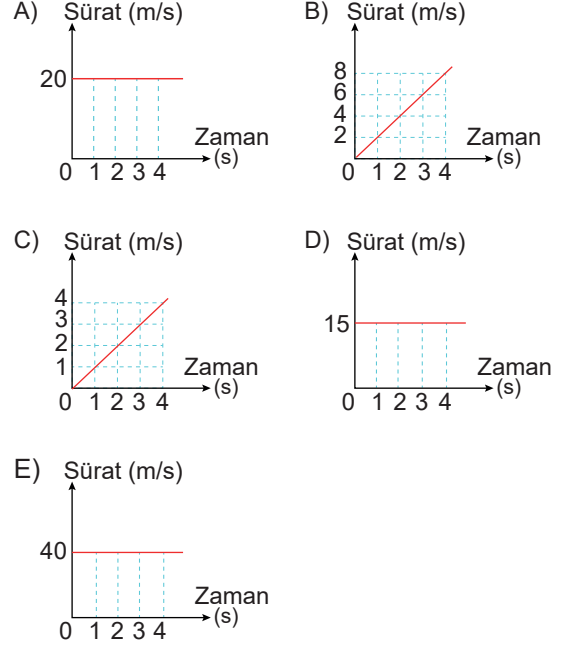 A) Sürat (m/s)
20
Zaman
(s)
0 1 2 3 4
B) Sürat (m/s)
8
6
4
2
Zaman
(s)
0 1 2 3 4
C) Sürat (m/s)
4
3
2
1
Zaman
(s)
0 1 2 3 4
D) Sürat (m/s)
15
Zaman
(s)
0 1 2 3 4
E) Sürat (m/s)
40
Zaman
(s)
0 1 2 3 4